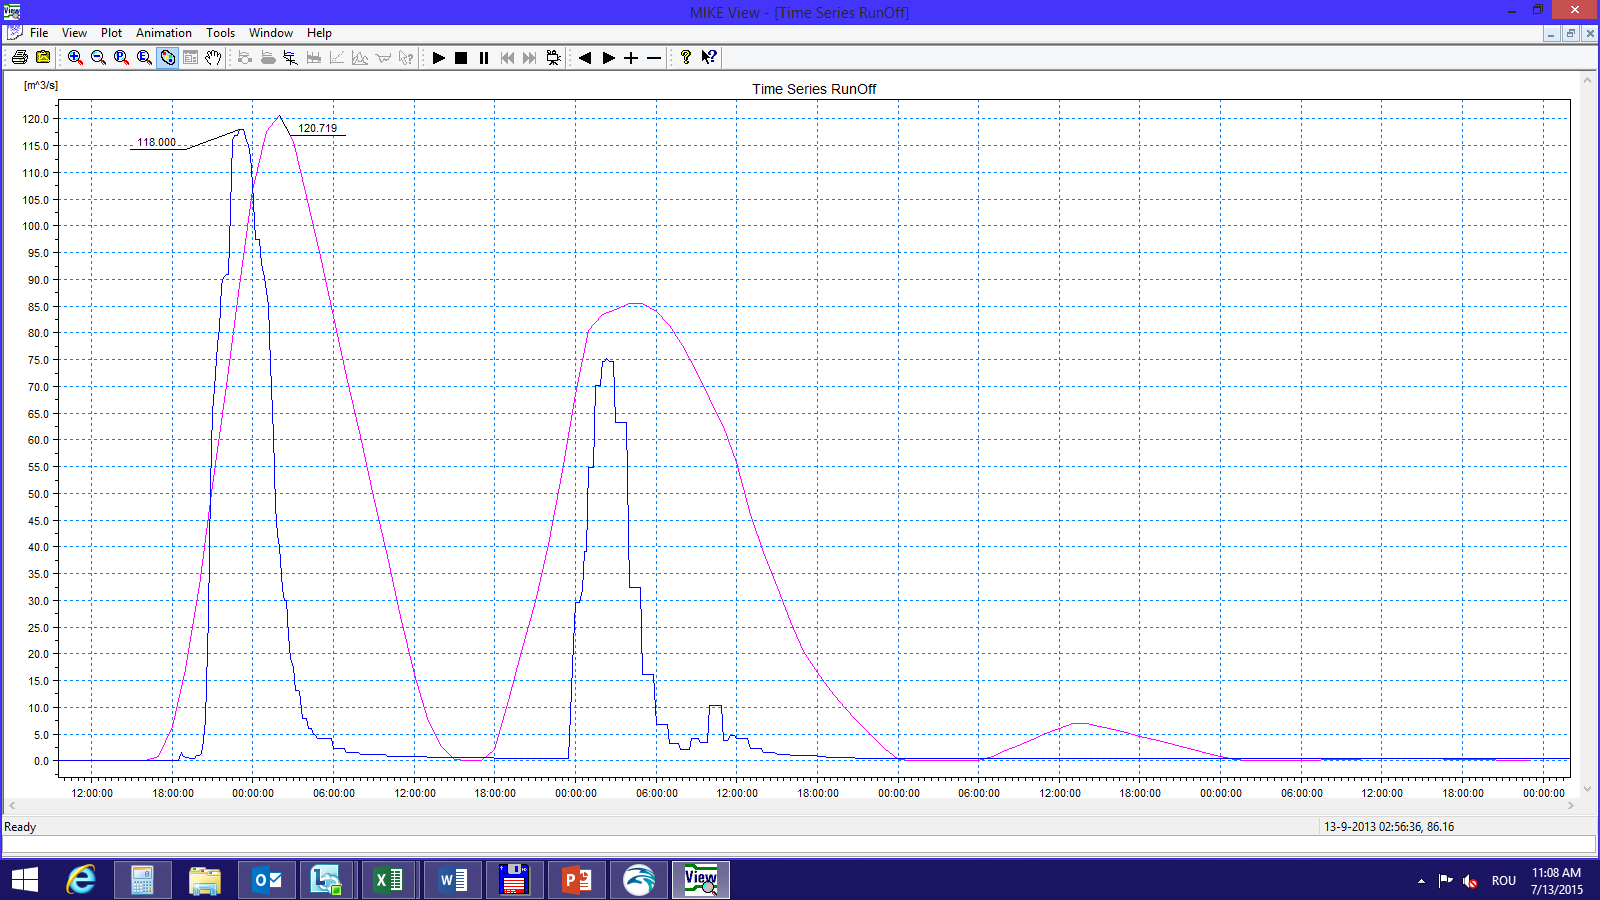 MIKE View - [Time Series RunOff]
File View Plot Animation Tools Window Help
[m^3/s]
Time Series RunOff
120.0
115.0
110.0
105.0
100.0
95.0
90.0
85.0
80.0
75.0
70.0
65.0
60.0
55.0
50.0
45.0
40.0
35.0
30.0
25.0
20.0
15.0
10.0
5.0
0.0
118.000
120.719
12:00:00 18:00:00 00:00:00 06:00:00 12:00:00 18:00:00 00:00:00 06:00:00 12:00:00 18:00:00 00:00:00 06:00:00 12:00:00 18:00:00 00:00:00 06:00:00 12:00:00 18:00:00 00:00:00
Ready
13-9-2013 02:56:36, 86.16
View
ROU
11:08 AM
7/13/2015